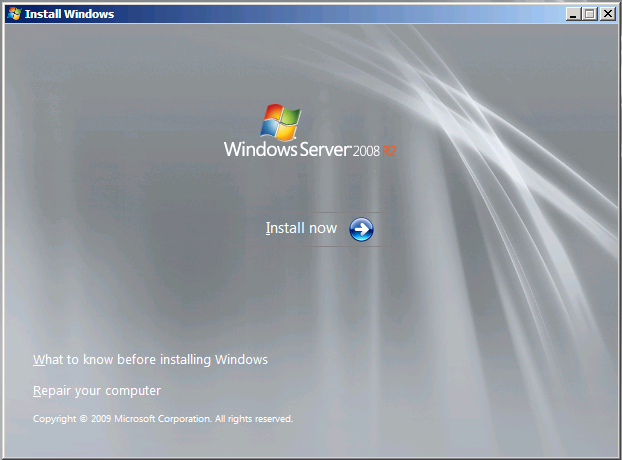 Install Windows
Windows Server 2008 R2
Install now
What to know before installing Windows
Repair your computer
Copyright © 2009 Microsoft Corporation. All rights reserved.